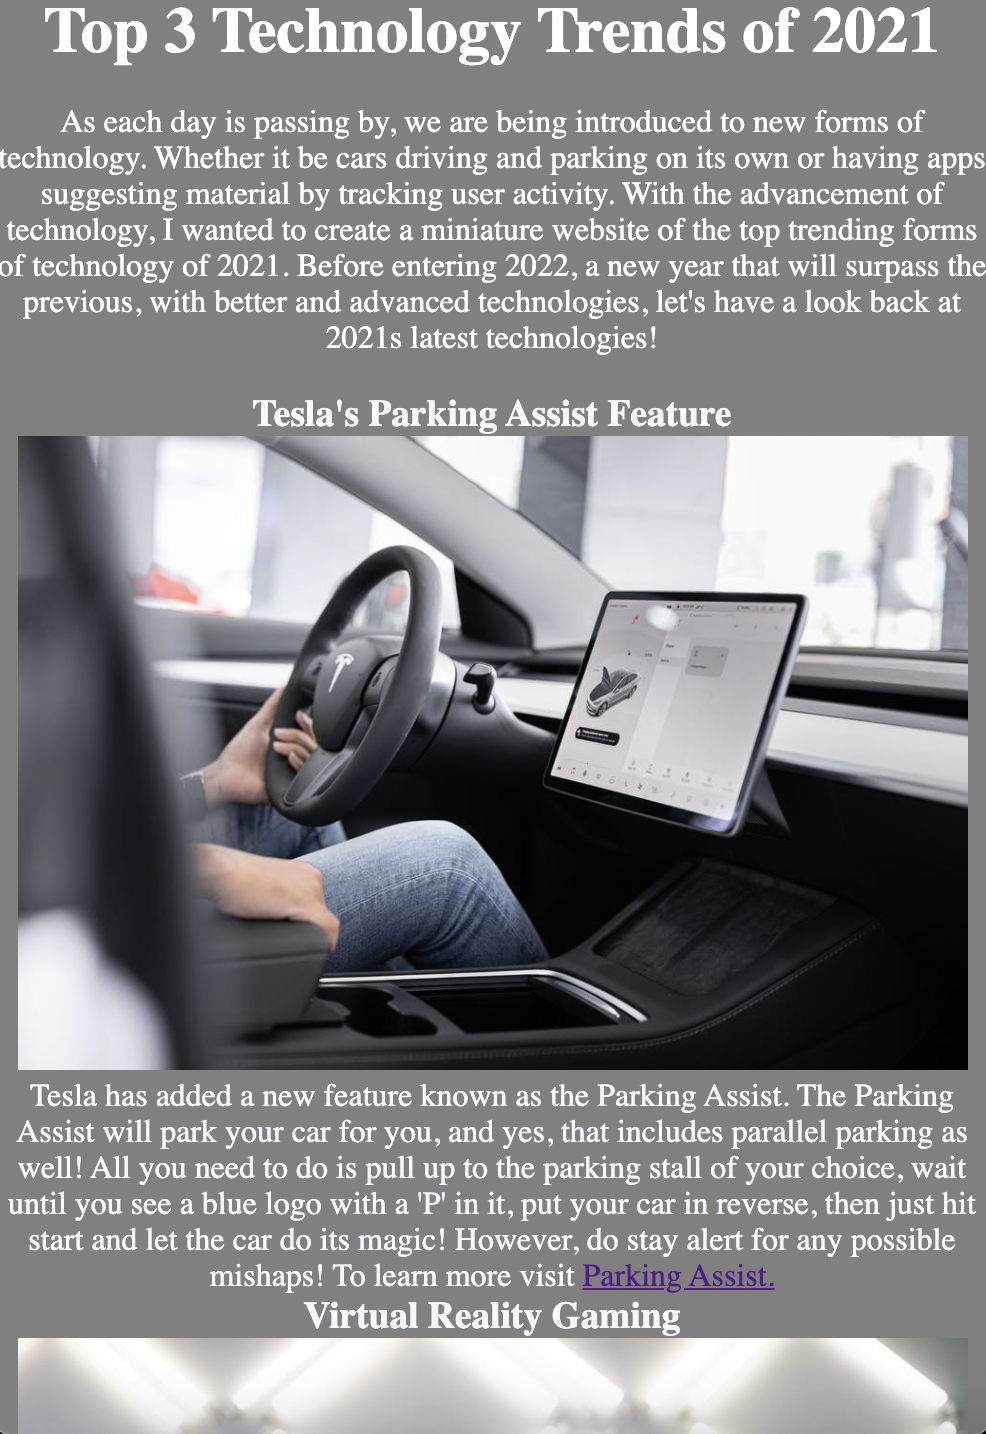 Top 3 Technology Trends of 2021
As each day is passing by, we are being introduced to new forms of
technology. Whether it be cars driving and parking on its own or having apps
suggesting material by tracking user activity. With the advancement of
technology, I wanted to create a miniature website of the top trending forms
of technology of 2021. Before entering 2022, a new year that will surpass the
previous, with better and advanced technologies, let's have a look back at
2021s latest technologies!
Tesla's Parking Assist Feature
Tesla has added a new feature known as the Parking Assist. The Parking
Assist will park your car for you, and yes, that includes parallel parking as
well! All you need to do is pull up to the parking stall of your choice, wait
until you see a blue logo with a 'P' in it, put your car in reverse, then just hit
start and let the car do its magic! However, do stay alert for any possible
mishaps! To learn more visit Parking Assist.
Virtual Reality Gaming